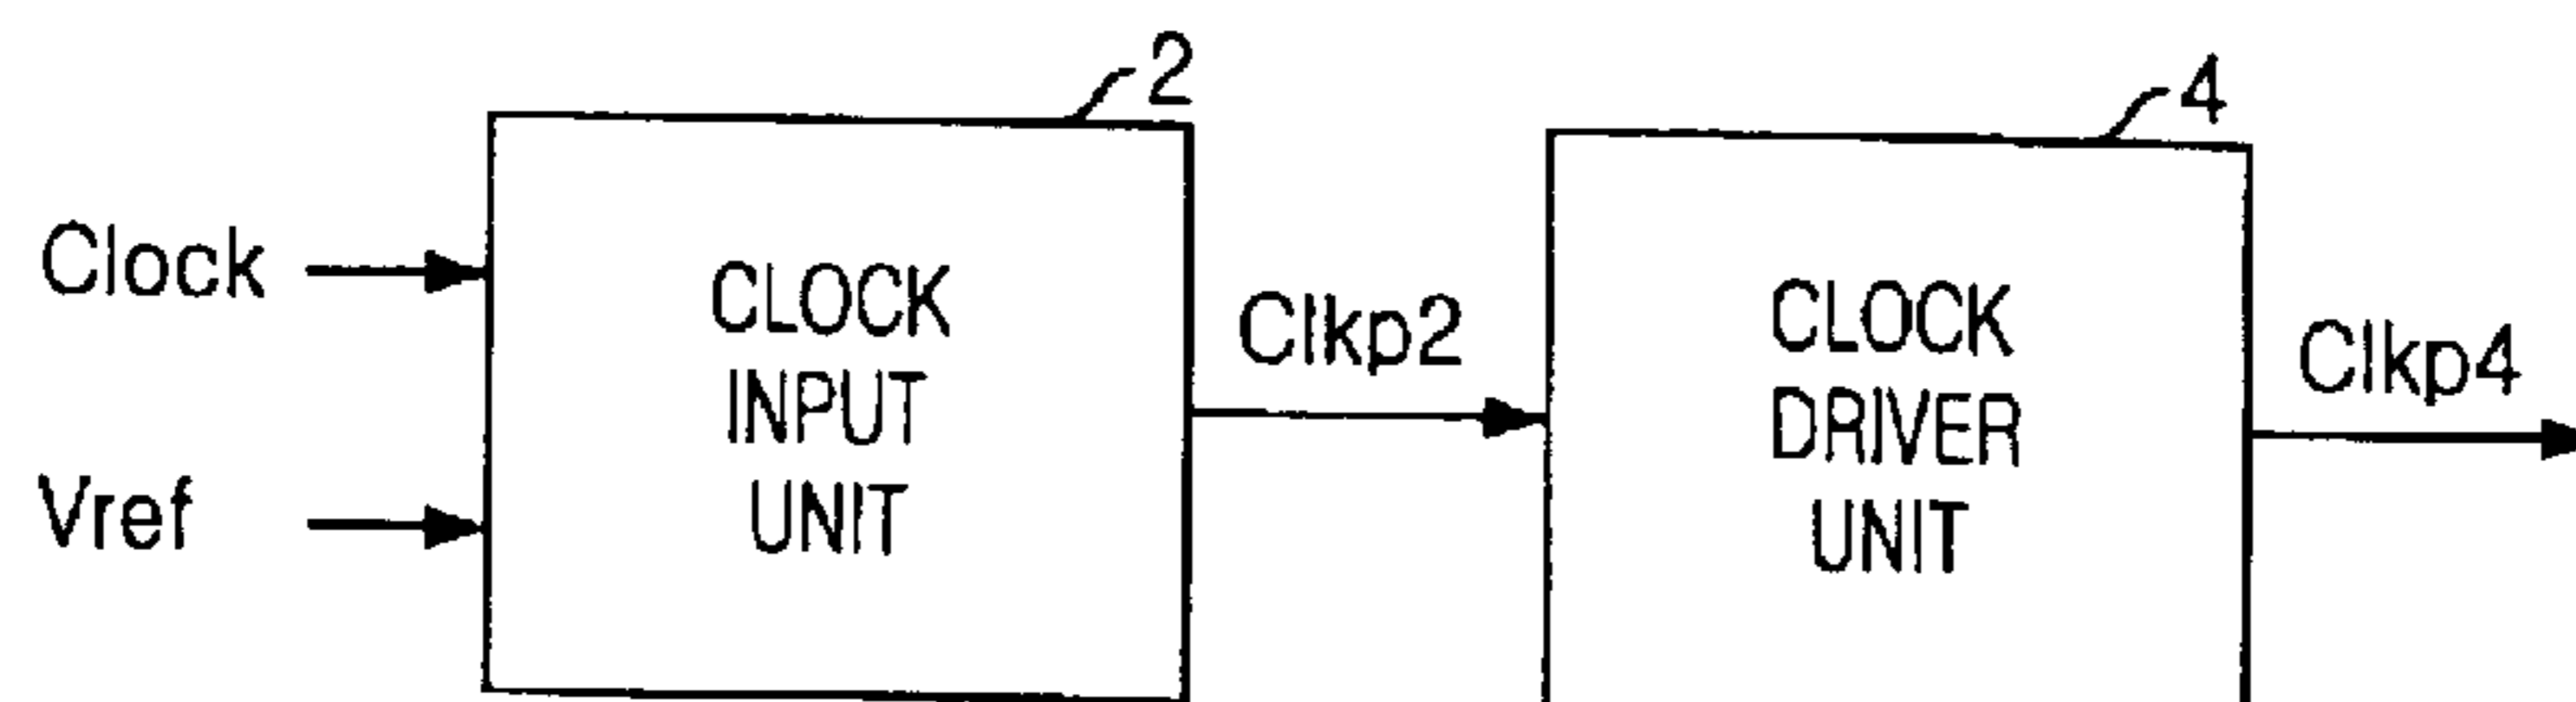 2
4
Clock
CLOCK
INPUT
UNIT
Vref
Clkp2
CLOCK
DRIVER
UNIT
Clkp4